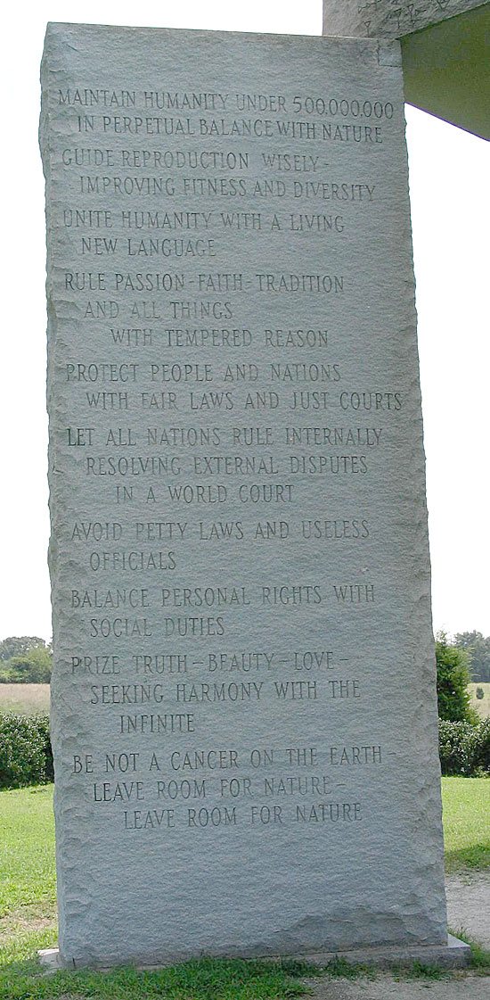 MAINTAIN HUMANITY UNDER 500,000,000
IN PERPETUAL BALANCE WITH NATURE
GUIDE REPRODUCTION WISELY –
IMPROVING FITNESS AND DIVERSITY
UNITE HUMANITY WITH A LIVING
NEW LANGUAGE
RULE PASSION – FAITH – TRADITION –
AND ALL THINGS
WITH TEMPERED REASON
PROTECT PEOPLE AND NATIONS
WITH FAIR LAWS AND JUST COURTS
LET ALL NATIONS RULE INTERNALLY
RESOLVING EXTERNAL DISPUTES
IN A WORLD COURT
AVOID PETTY LAWS AND USELESS
OFFICIALS
BALANCE PERSONAL RIGHTS WITH
SOCIAL DUTIES
PRIZE TRUTH – BEAUTY – LOVE –
SEEKING HARMONY WITH THE
INFINITE
BE NOT A CANCER ON THE EARTH –
LEAVE ROOM FOR NATURE –
LEAVE ROOM FOR NATURE